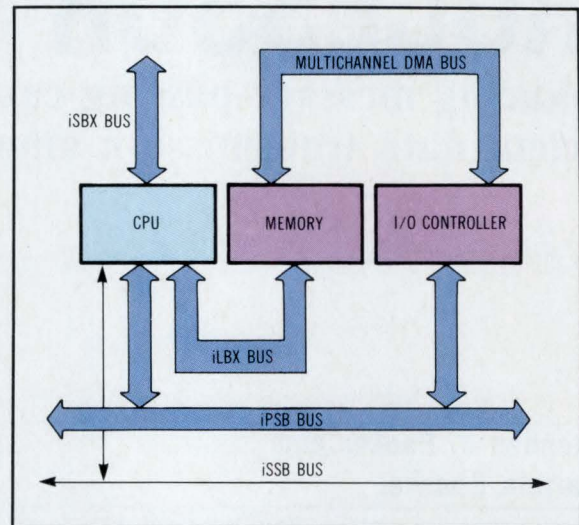 MULTICHANNEL DMA BUS
iSBX BUS
CPU
MEMORY
I/O CONTROLLER
iLBX BUS
iPSB BUS
iSSB BUS